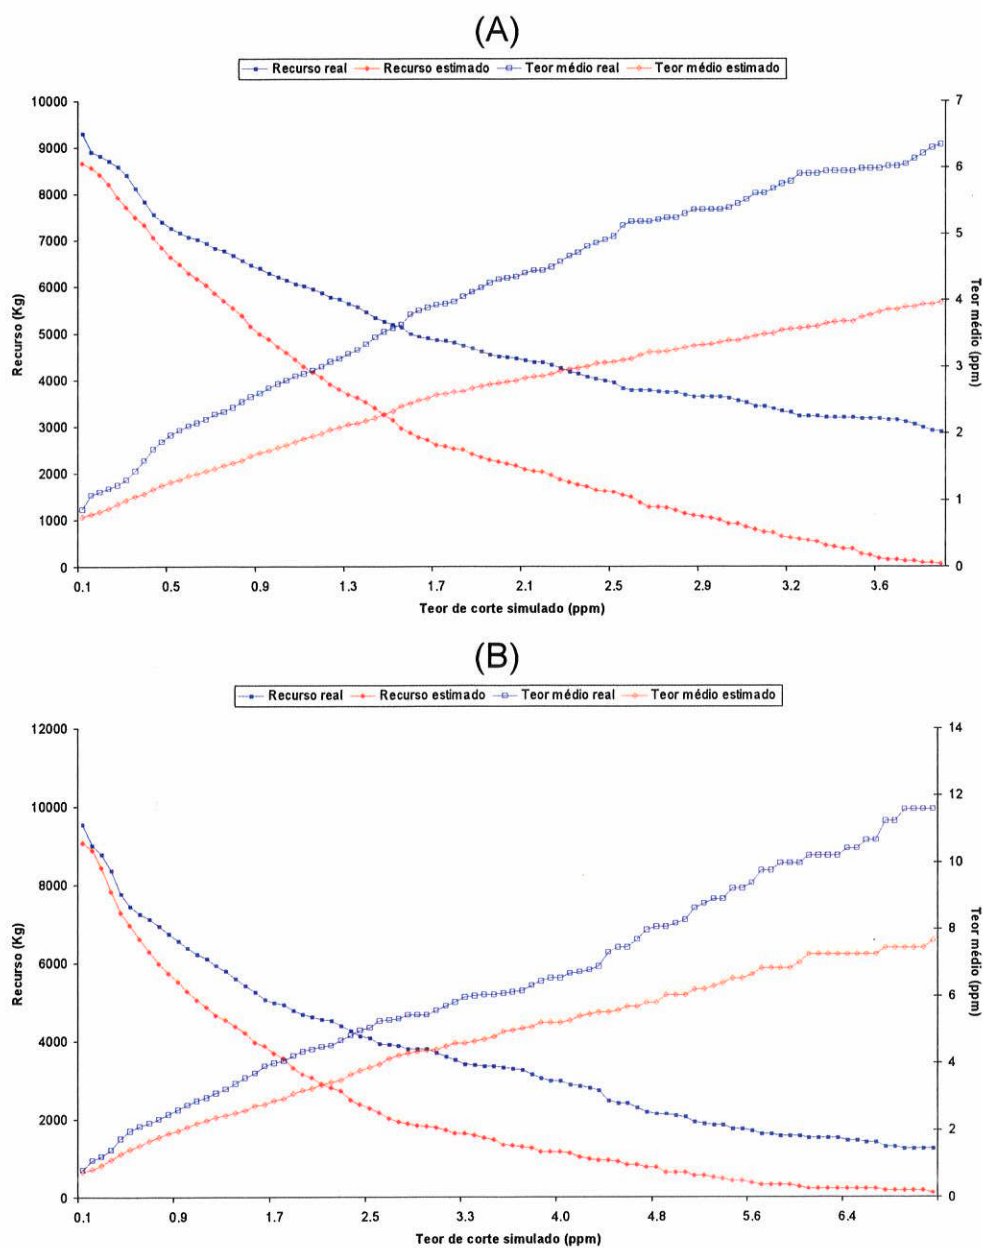 (A)
Recurso real Recurso estimado Teor médio real Teor médio estimado
10000
9000
8000
7000
6000
5000
4000
3000
2000
1000
0
Recurso (Kg)
7
6
5
4
3
2
1
0
Teor médio (ppm)
0.1 0.5 0.9 1.3 1.7 2.1 2.5 2.9 3.2 3.6
Teor de corte simulado (ppm)
(B)
Recurso real Recurso estimado Teor médio real Teor médio estimado
12000
10000
8000
6000
4000
2000
0
Recurso (Kg)
14
12
10
8
6
4
2
0
Teor médio (ppm)
0.1 0.9 1.7 2.5 3.3 4.0 4.8 5.6 6.4
Teor de corte simulado (ppm)